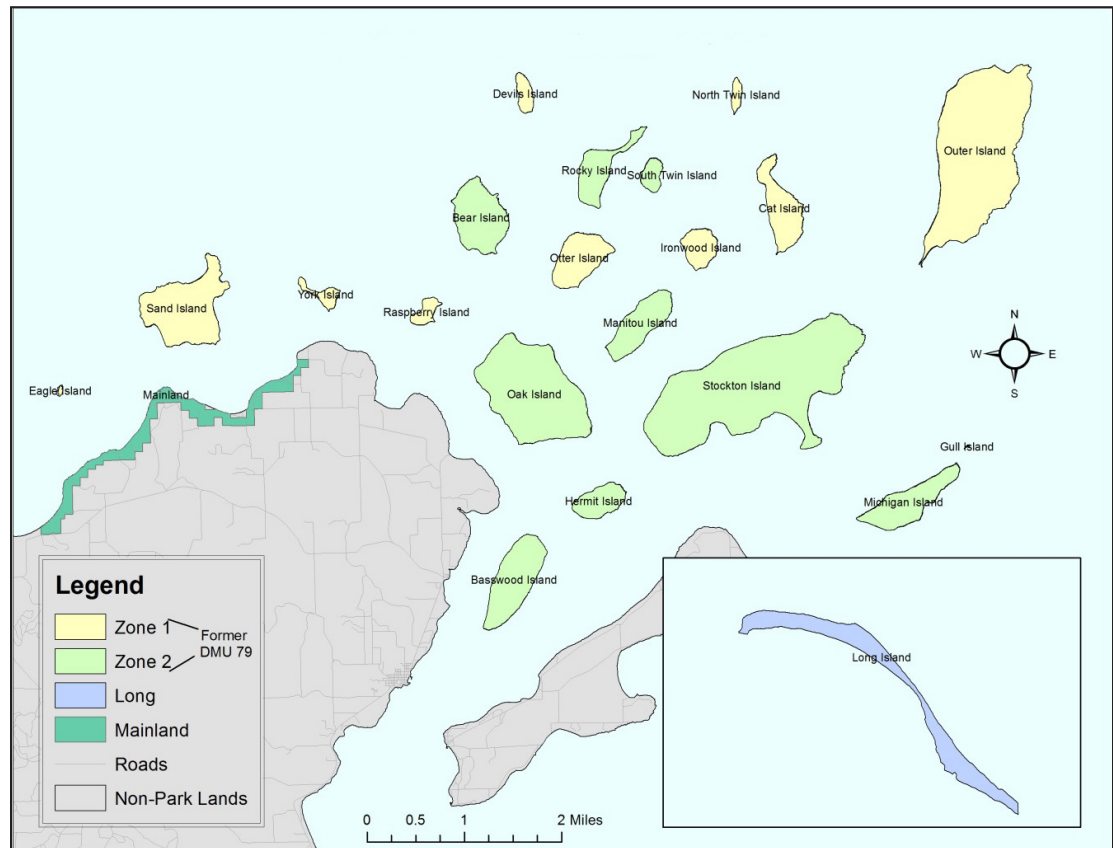 Devils Island
North Twin Island
Outer Island
Rocky Island
South Twin Island
Bear Island
Cat Island
Ironwood Island
Otter Island
York Island
Sand Island
Raspberry Island
Manitou Island
N
W E
S
Eagle Island
Mainland
Oak Island
Stockton Island
Gull Island
Hermit Island
Michigan Island
Basswood Island
Long Island
Legend
Zone 1
Zone 2
Former
DMU 79
Long
Mainland
Roads
Non-Park Lands
0 0.5 1 2 Miles